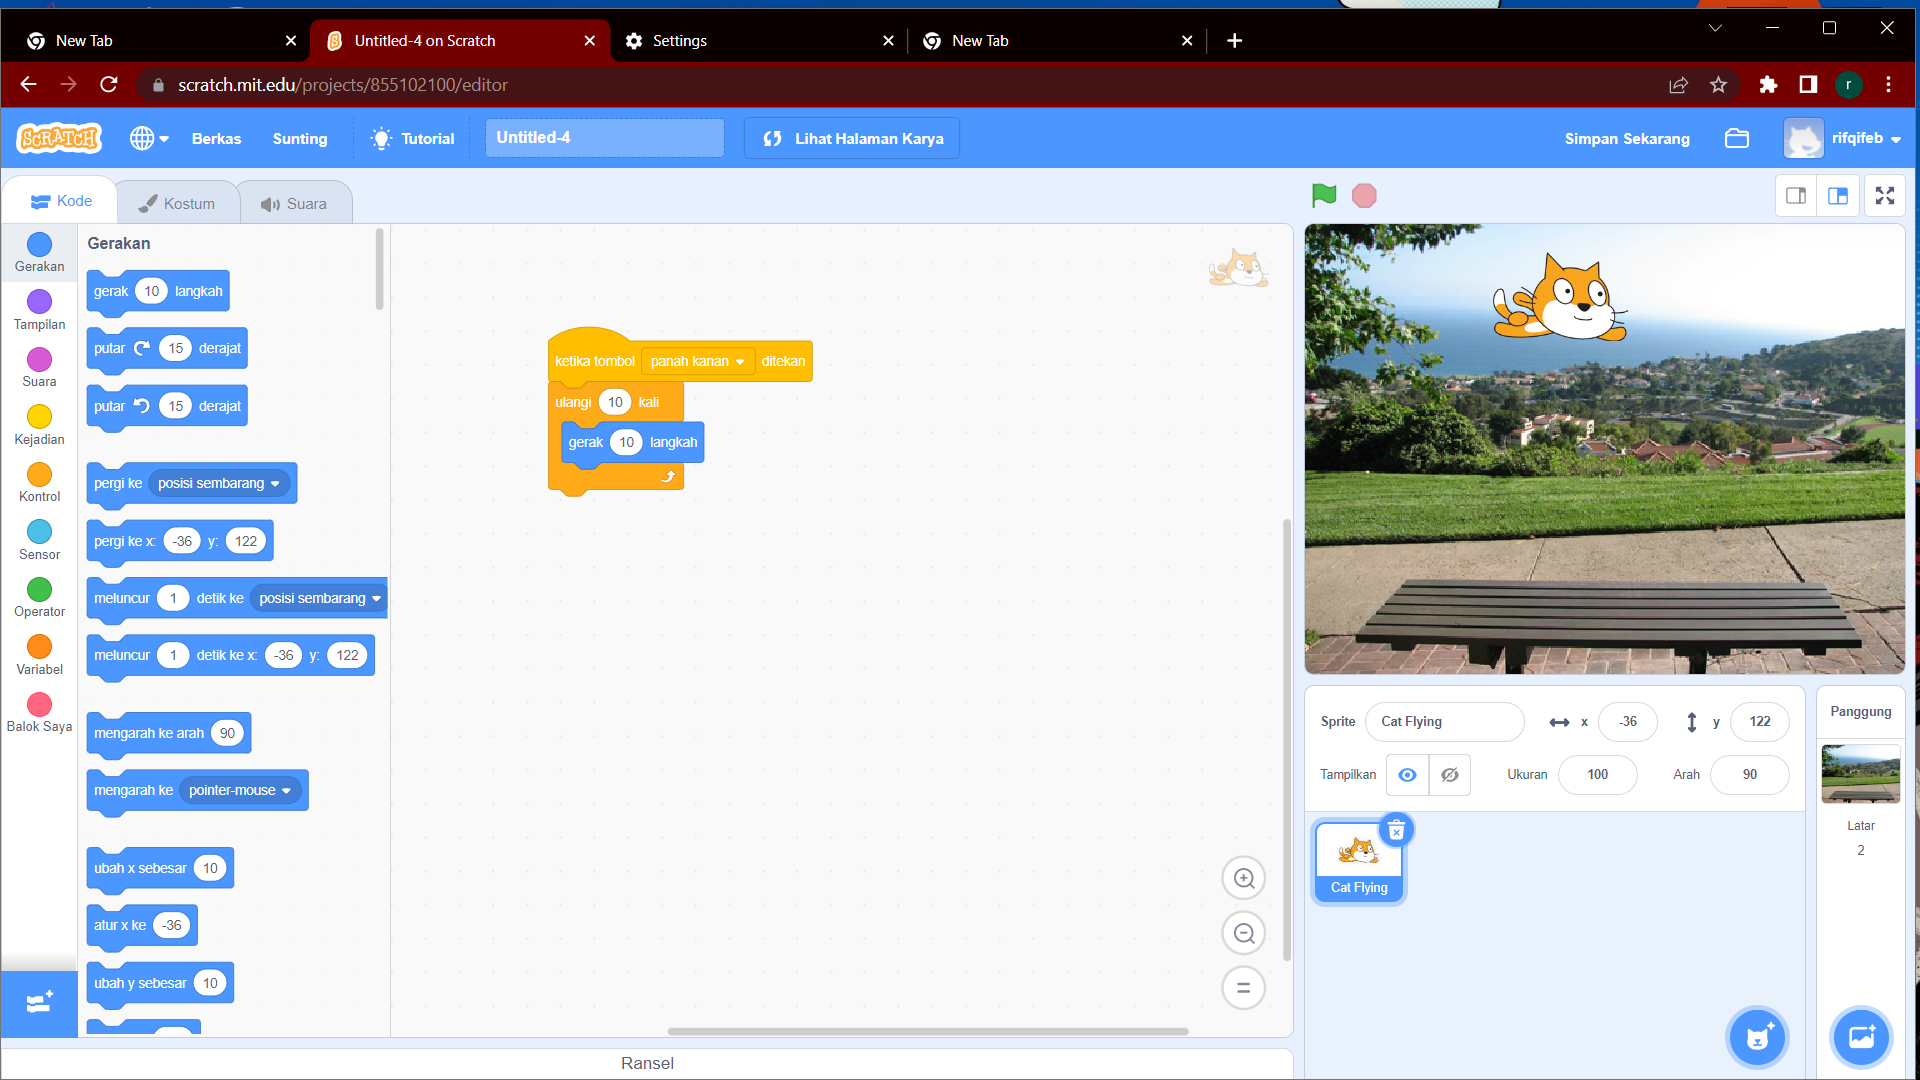 New Tab
Untitled-4 on Scratch
Settings
New Tab
scratch.mit.edu/projects/855102100/editor
r
SCRATCH
Berkas
Sunting
Tutorial
Untitled-4
Lihat Halaman Karya
Simpan Sekarang
rifqifeb
Kode
Kostum
Suara
Gerakan
Tampilan
Suara
Kejadian
Kontrol
Sensor
Operator
Variabel
Balok Saya
Gerakan
gerak 10 langkah
putar 15 derajat
putar 15 derajat
pergi ke posisi sembarang
pergi ke x: -36 y: 122
meluncur 1 detik ke posisi sembarang
meluncur 1 detik ke x: -36 y: 122
mengarah ke arah 90
mengarah ke pointer-mouse
ubah x sebesar 10
atur x ke -36
ubah y sebesar 10
ketika tombol panah kanan ditekan
ulangi 10 kali
gerak 10 langkah
Sprite Cat Flying x -36 y 122
Tampilkan Ukuran 100 Arah 90
Cat Flying
Panggung
Latar
2
Ransel